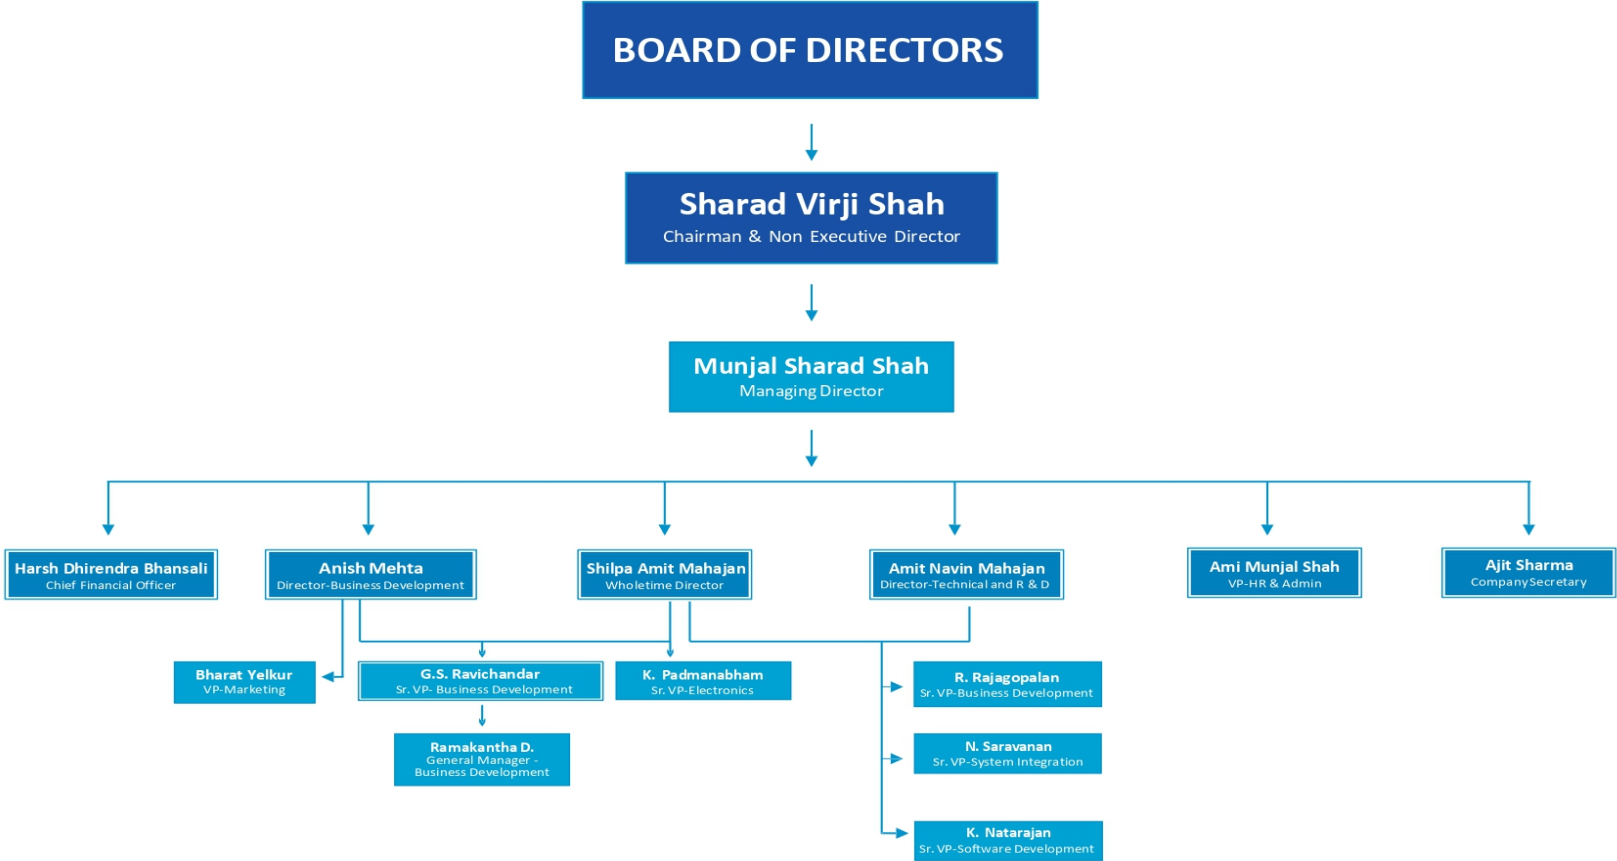 BOARD OF DIRECTORS
Sharad Virji Shah
Chairman & Non Executive Director
Munjal Sharad Shah
Managing Director
Harsh Dhirendra Bhansali
Chief Financial Officer
Anish Mehta
Director-Business Development
Shilpa Amit Mahajan
Wholetime Director
Amit Navin Mahajan
Director-Technical and R & D
Ami Munjal Shah
VP-HR & Admin
Ajit Sharma
Company Secretary
Bharat Yelkur
VP-Marketing
G.S. Ravichandar
Sr. VP- Business Development
K. Padmanabham
Sr. VP-Electronics
R. Rajagopalan
Sr. VP-Business Development
Ramakantha D.
General Manager -
Business Development
N. Saravanan
Sr. VP-System Integration
K. Natarajan
Sr. VP-Software Development